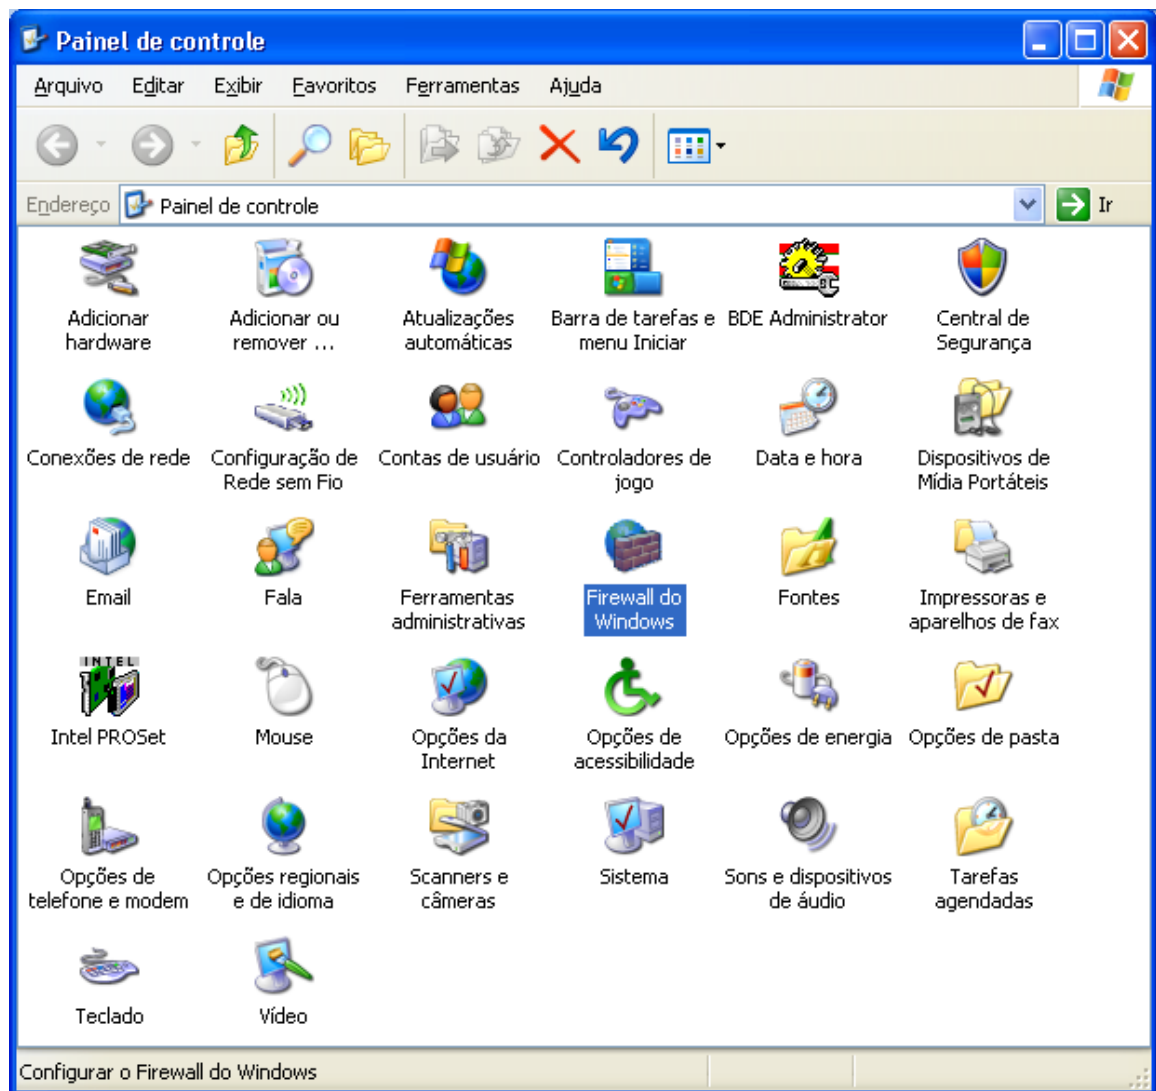 Painel de controle
Arquivo Editar Exibir Favoritos Ferramentas Ajuda
Endereço Painel de controle Ir
Adicionar hardware
Adicionar ou remover ...
Atualizações automáticas
Barra de tarefas e menu Iniciar
BDE Administrator
Central de Segurança
Conexões de rede
Configuração de Rede sem Fio
Contas de usuário
Controladores de jogo
Data e hora
Dispositivos de Mídia Portáteis
Email
Fala
Ferramentas administrativas
Firewall do Windows
Fontes
Impressoras e aparelhos de fax
INTEL
Intel PROSet
Mouse
Opções da Internet
Opções de acessibilidade
Opções de energia
Opções de pasta
Opções de telefone e modem
Opções regionais e de idioma
Scanners e câmeras
Sistema
Sons e dispositivos de áudio
Tarefas agendadas
Teclado
Vídeo
Configurar o Firewall do Windows